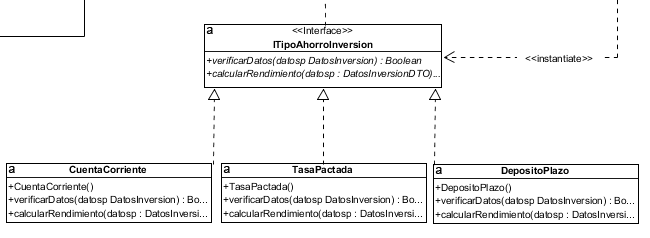 a
<<Interface>>
ITipoAhorroInversion
+verificarDatos(datosp DatosInversion) : Boolean
+calcularRendimiento(datosp : DatosInversionDTO)...
<<instantiate>>
a
CuentaCorriente
+CuentaCorriente()
+verificarDatos(datosp DatosInversion) : Bo...
+calcularRendimiento(datosp : DatosInversi...
a
TasaPactada
+TasaPactada()
+verificarDatos(datosp DatosInversion) : Bo...
+calcularRendimiento(datosp : DatosInversi...
a
DepositoPlazo
+DepositoPlazo()
+verificarDatos(datosp DatosInversion) : Bo...
+calcularRendimiento(datosp : DatosInversi...